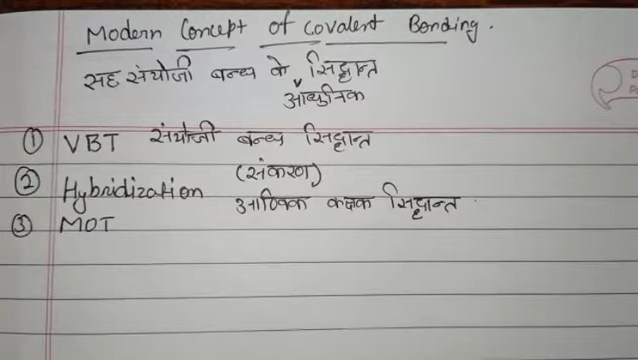 Modern Concept of Covalent Bonding.
सह संयोजी बन्ध के सिद्धान्त
आधुनिक
① VBT संयोजी बन्ध सिद्धान्त
② Hybridization (संकरण)
आण्विक कक्षक सिद्धान्त
③ MOT